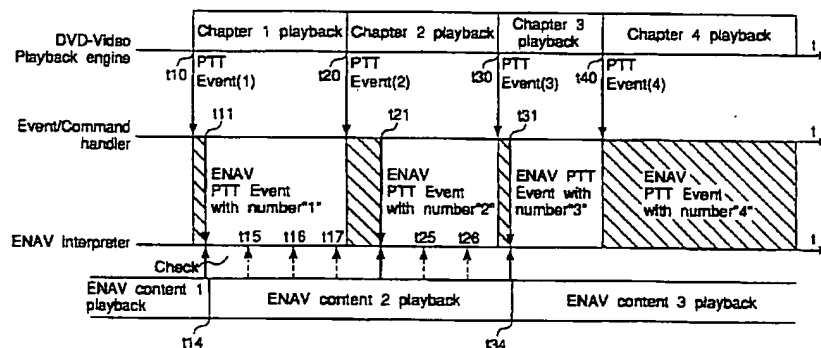 Chapter 1 playback
Chapter 2 playback
Chapter 3
playback
Chapter 4 playback
DVD-Video
Playback engine
t
t10
PTT
Event(1)
t20
PTT
Event(2)
t30
PTT
Event(3)
t40
PTT
Event(4)
t11
t21
t31
Event/Command
handler
t
ENAV
PTT Event
with number"1"
ENAV
PTT Event
with number"2"
ENAV PTT
Event with
number"3"
ENAV
PTT Event
with number"4"
ENAV Interpreter
t15
t16
t17
t25
t26
t
Check
ENAV content 1
playback
ENAV content 2 playback
ENAV content 3 playback
t14
t34